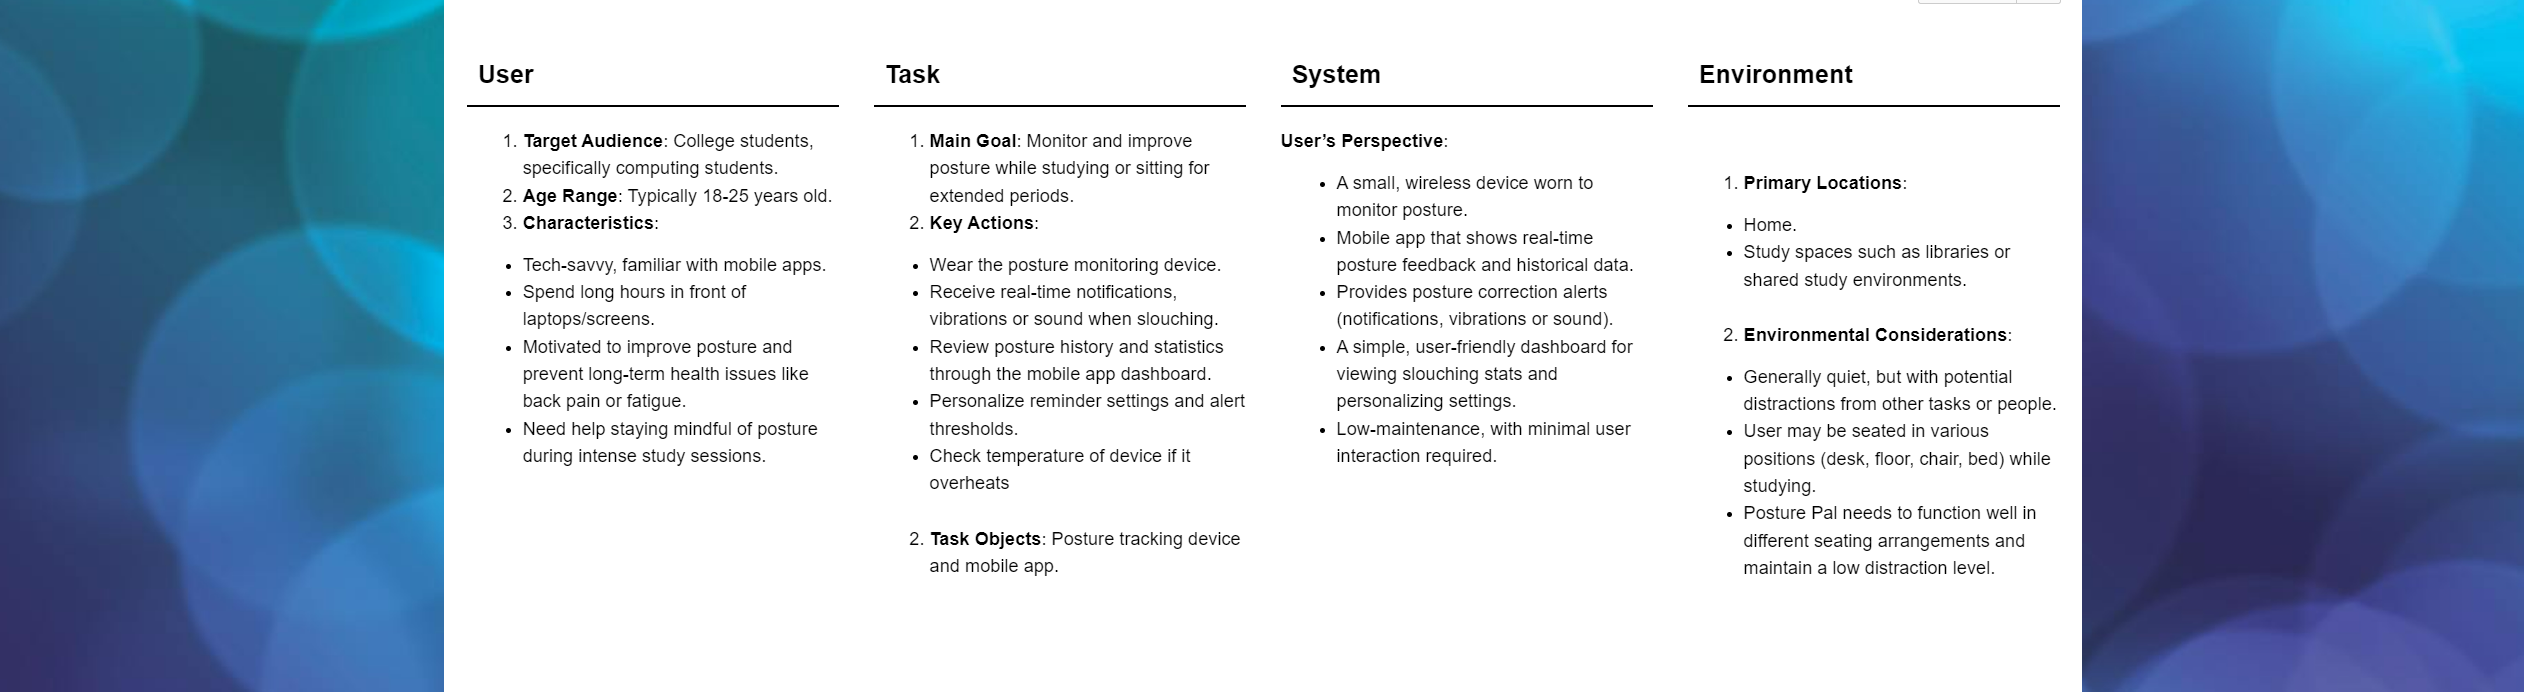 User
1. Target Audience: College students,
specifically computing students.
2. Age Range: Typically 18-25 years old.
3. Characteristics:
• Tech-savvy, familiar with mobile apps.
• Spend long hours in front of
laptops/screens.
• Motivated to improve posture and
prevent long-term health issues like
back pain or fatigue.
• Need help staying mindful of posture
during intense study sessions.
Task
1. Main Goal: Monitor and improve
posture while studying or sitting for
extended periods.
2. Key Actions:
• Wear the posture monitoring device.
• Receive real-time notifications,
vibrations or sound when slouching.
• Review posture history and statistics
through the mobile app dashboard.
• Personalize reminder settings and alert
thresholds.
• Check temperature of device if it
overheats
2. Task Objects: Posture tracking device
and mobile app.
System
User’s Perspective:
• A small, wireless device worn to
monitor posture.
• Mobile app that shows real-time
posture feedback and historical data.
• Provides posture correction alerts
(notifications, vibrations or sound).
• A simple, user-friendly dashboard for
viewing slouching stats and
personalizing settings.
• Low-maintenance, with minimal user
interaction required.
Environment
1. Primary Locations:
• Home.
• Study spaces such as libraries or
shared study environments.
2. Environmental Considerations:
• Generally quiet, but with potential
distractions from other tasks or people.
• User may be seated in various
positions (desk, floor, chair, bed) while
studying.
• Posture Pal needs to function well in
different seating arrangements and
maintain a low distraction level.